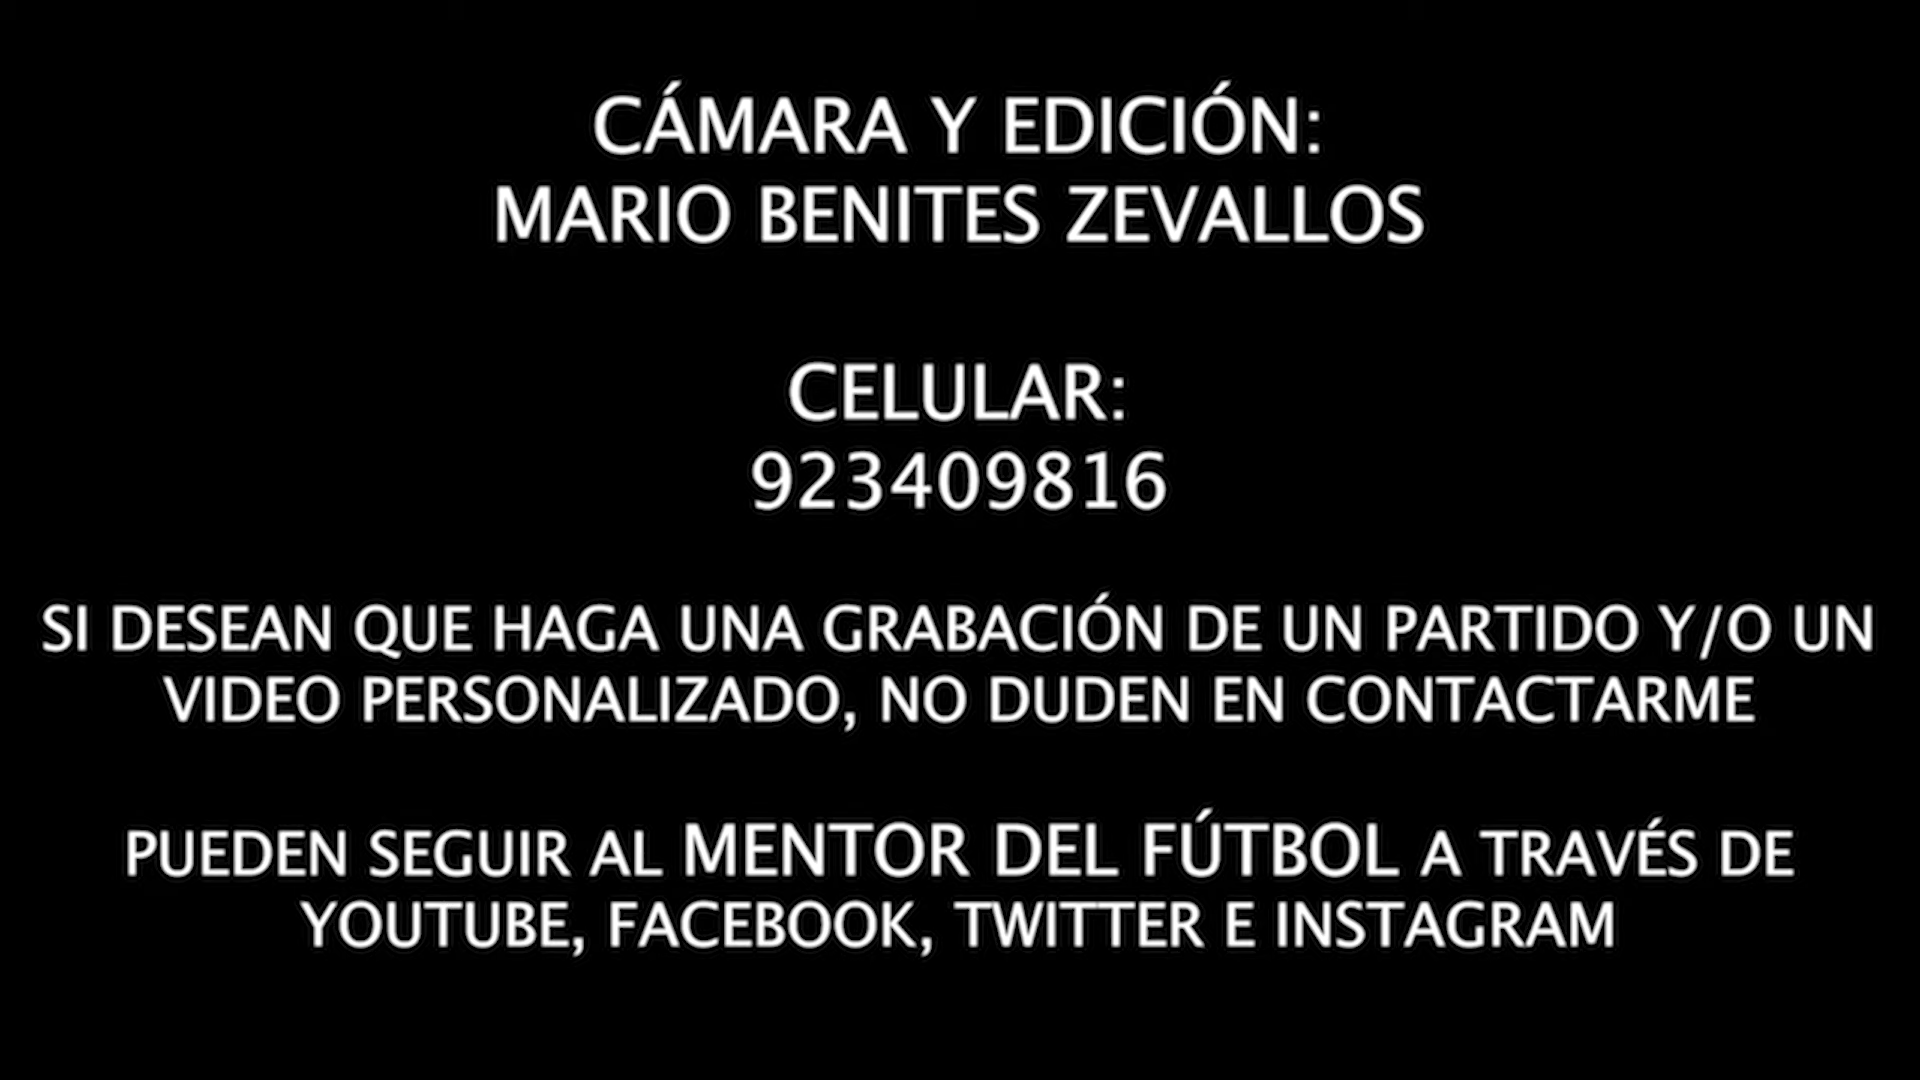 CÁMARA Y EDICIÓN:
MARIO BENITES ZEVALLOS
CELULAR:
923409816
SI DESEAN QUE HAGA UNA GRABACIÓN DE UN PARTIDO Y/O UN
VIDEO PERSONALIZADO, NO DUDEN EN CONTACTARME
PUEDEN SEGUIR AL MENTOR DEL FÚTBOL A TRAVÉS DE
YOUTUBE, FACEBOOK, TWITTER E INSTAGRAM